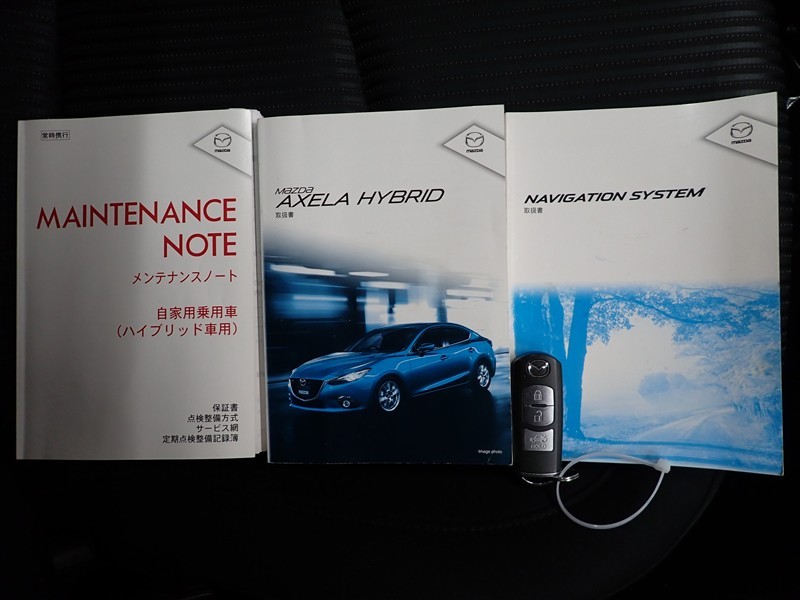 常時携行
mazda
MAINTENANCE
NOTE
メンテナンスノート
自家用乗用車
(ハイブリッド車用)
保証書
点検整備方式
サービス網
定期点検整備記録簿
mazda
mazda
AXELA HYBRID
取扱書
Image photo
mazda
NAVIGATION SYSTEM
取扱書